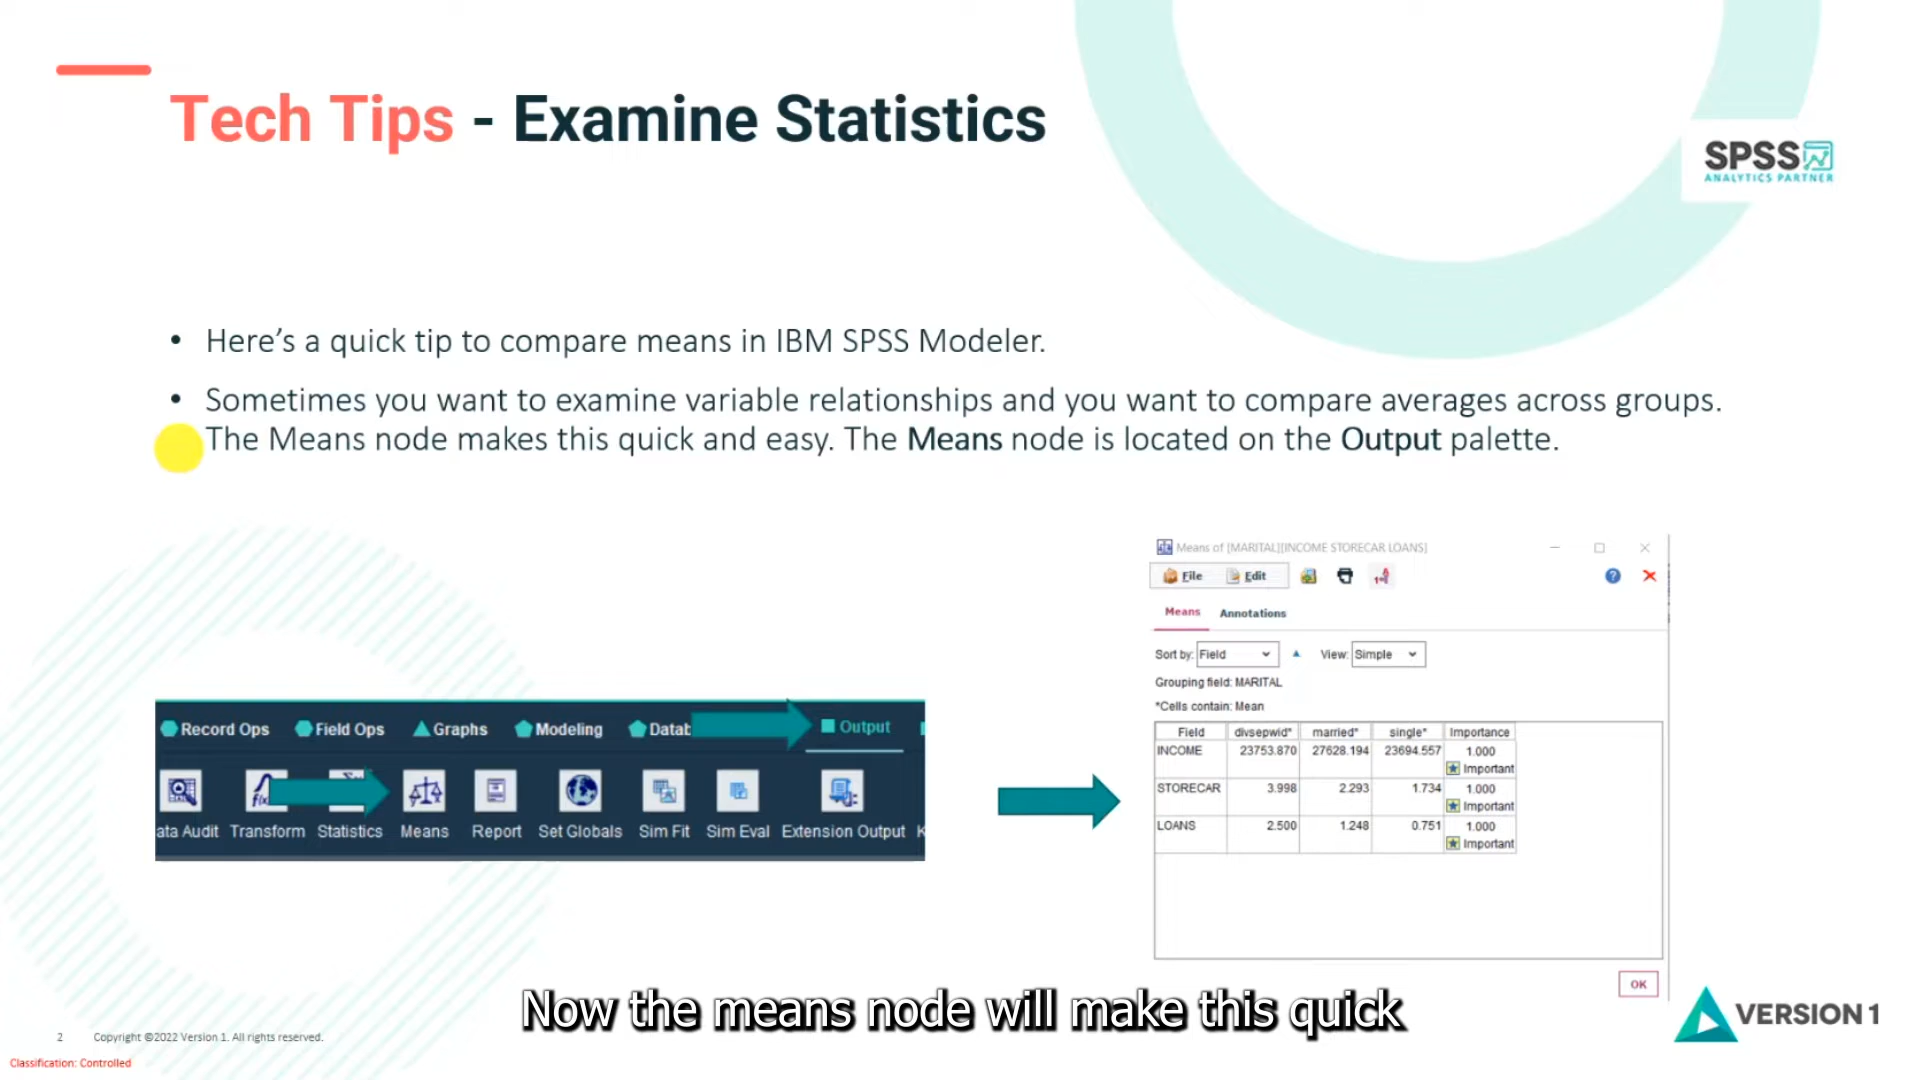 Tech Tips - Examine Statistics
SPSS
ANALYTICS PARTNER
• Here's a quick tip to compare means in IBM SPSS Modeler.
• Sometimes you want to examine variable relationships and you want to compare averages across groups.
The Means node makes this quick and easy. The Means node is located on the Output palette.
Record Ops Field Ops Graphs Modeling Datab Output
ata Audit Transform Statistics Means Report Set Globals Sim Fit Sim Eval Extension Output K
Means of [MARITAL][INCOME STORECAR LOANS]
File Edit
Means Annotations
Sort by: Field View: Simple
Grouping field: MARITAL
*Cells contain: Mean
Field divsepwid* married* single* Importance
INCOME 23753.870 27628.194 23694.557 1.000
Important
STORECAR 3.998 2.293 1.734 1.000
Important
LOANS 2.500 1.248 0.751 1.000
Important
OK
Now the means node will make this quick
VERSION 1
2 Copyright ©2022 Version 1. All rights reserved.
Classification: Controlled